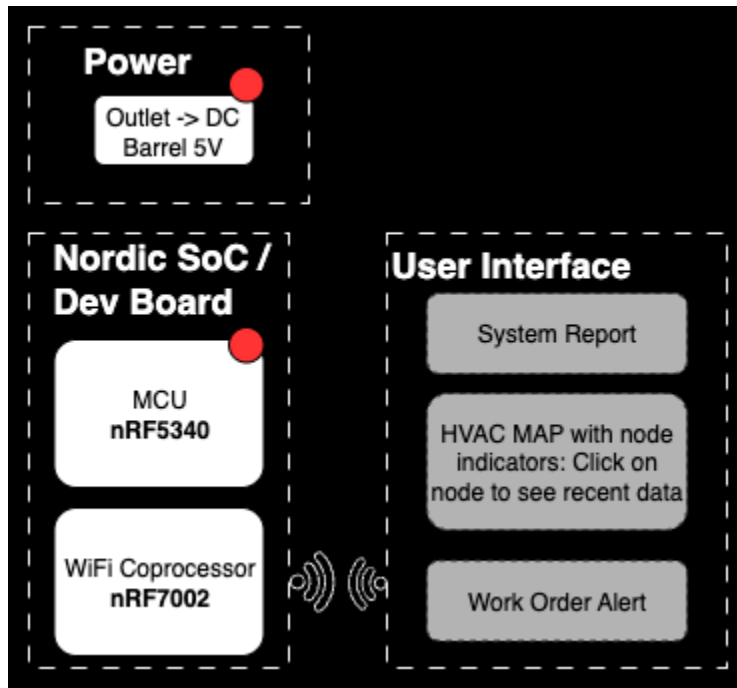 Power
Outlet -> DC
Barrel 5V
Nordic SoC /
Dev Board
MCU
nRF5340
WiFi Coprocessor
nRF7002
User Interface
System Report
HVAC MAP with node
indicators: Click on
node to see recent data
Work Order Alert